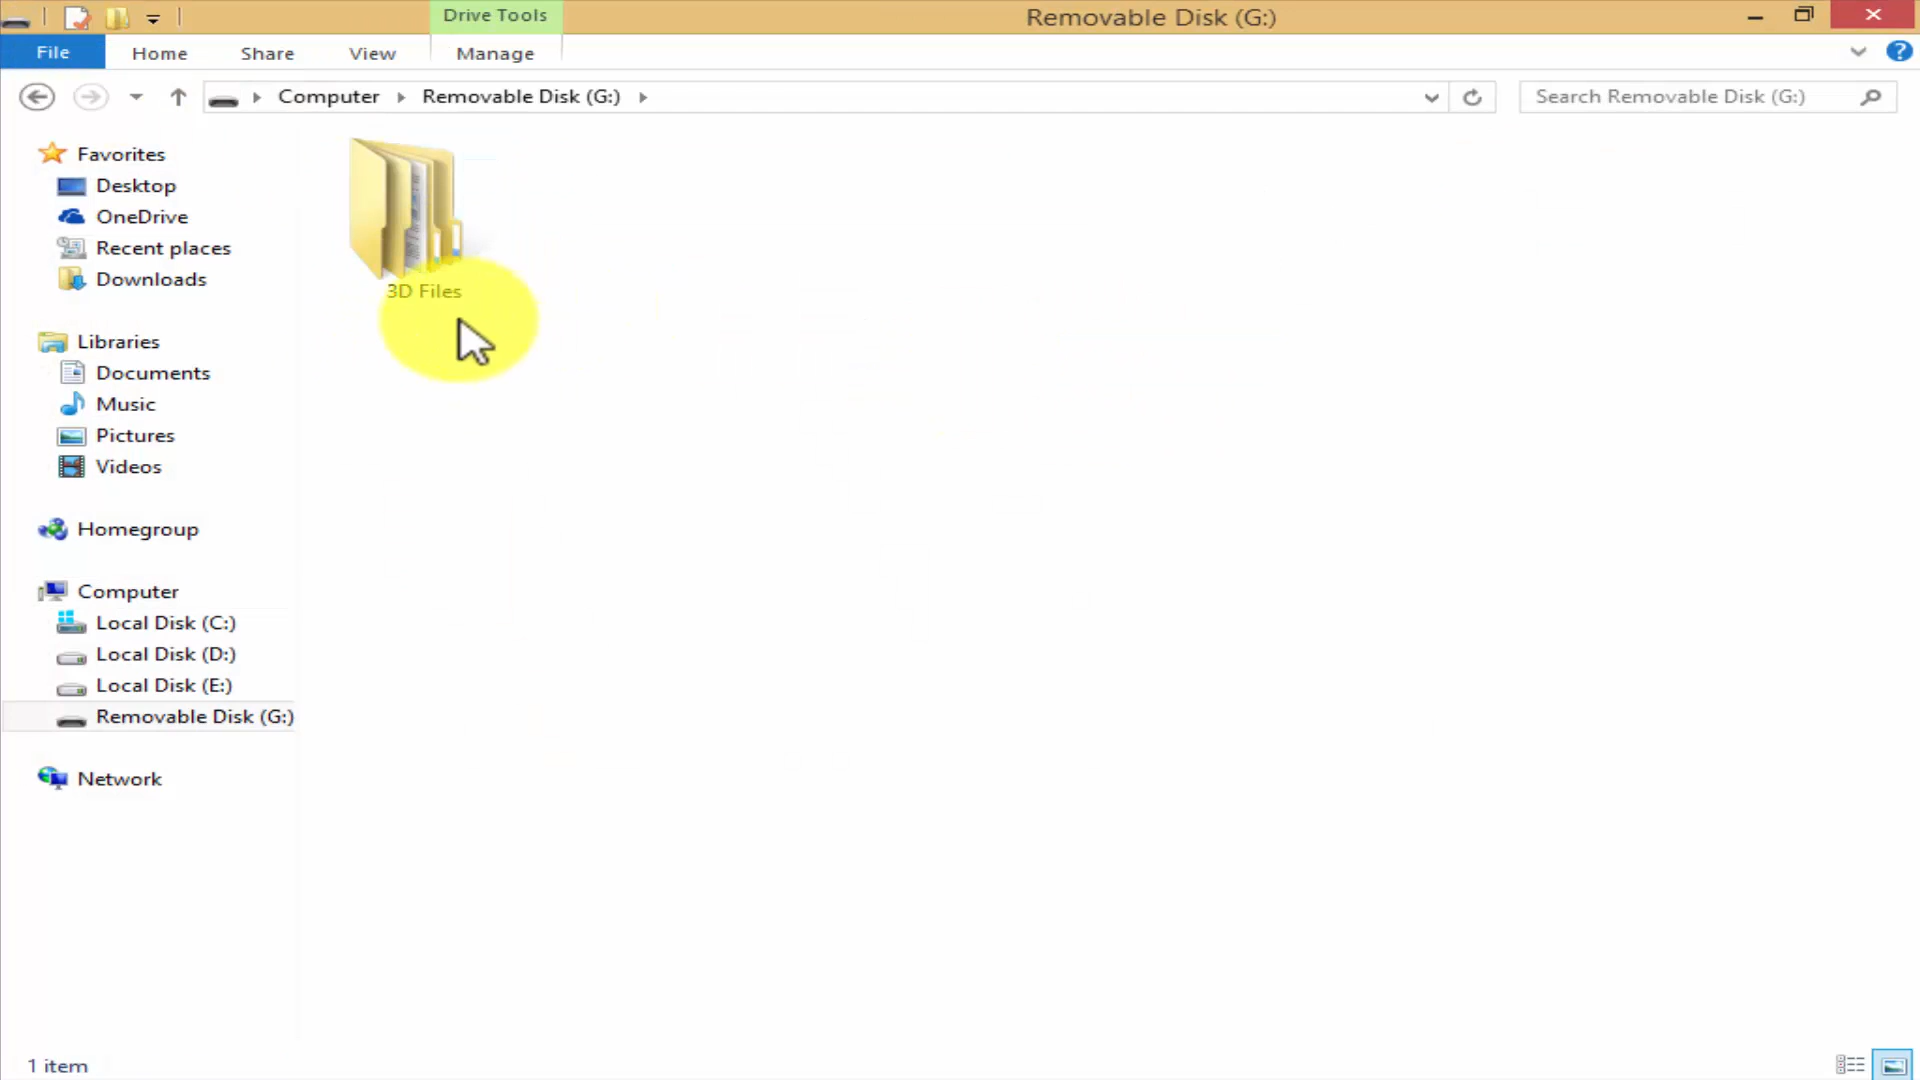 Drive Tools
Removable Disk (G:)
File
Home
Share
View
Manage
Computer
Removable Disk (G:)
Search Removable Disk (G:)
Favorites
Desktop
OneDrive
Recent places
Downloads
Libraries
Documents
Music
Pictures
Videos
Homegroup
Computer
Local Disk (C:)
Local Disk (D:)
Local Disk (E:)
Removable Disk (G:)
Network
3D Files
1 item